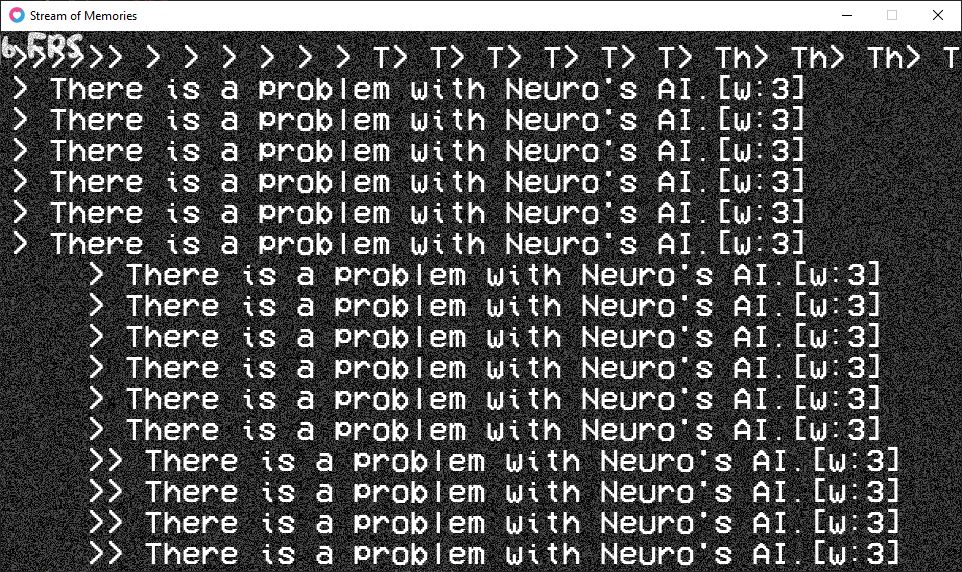 Stream of Memories
6 FPS
>>>>>> > > > > > > T> T> T> T> T> T> T> T> T> Th> Th> Th> T
> There is a problem with Neuro's AI.[w:3]
> There is a problem with Neuro's AI.[w:3]
> There is a problem with Neuro's AI.[w:3]
> There is a problem with Neuro's AI.[w:3]
> There is a problem with Neuro's AI.[w:3]
> There is a problem with Neuro's AI.[w:3]
> There is a problem with Neuro's AI.[w:3]
> There is a problem with Neuro's AI.[w:3]
> There is a problem with Neuro's AI.[w:3]
> There is a problem with Neuro's AI.[w:3]
> There is a problem with Neuro's AI.[w:3]
> There is a problem with Neuro's AI.[w:3]
>> There is a problem with Neuro's AI.[w:3]
>> There is a problem with Neuro's AI.[w:3]
>> There is a problem with Neuro's AI.[w:3]
>> There is a problem with Neuro's AI.[w:3]